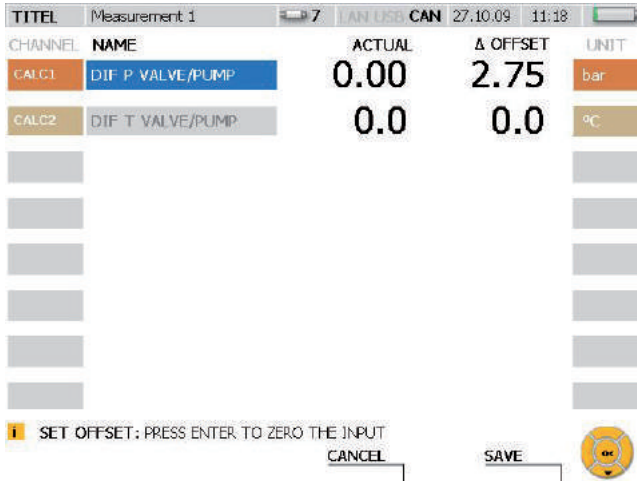 TITEL Measurement 1 7 LAN USB CAN 27.10.09 11:18
CHANNEL NAME ACTUAL Δ OFFSET UNIT
CALC1 DIF P VALVE/PUMP 0.00 2.75 bar
CALC2 DIF T VALVE/PUMP 0.0 0.0 °C
i SET OFFSET: PRESS ENTER TO ZERO THE INPUT
CANCEL SAVE
OK